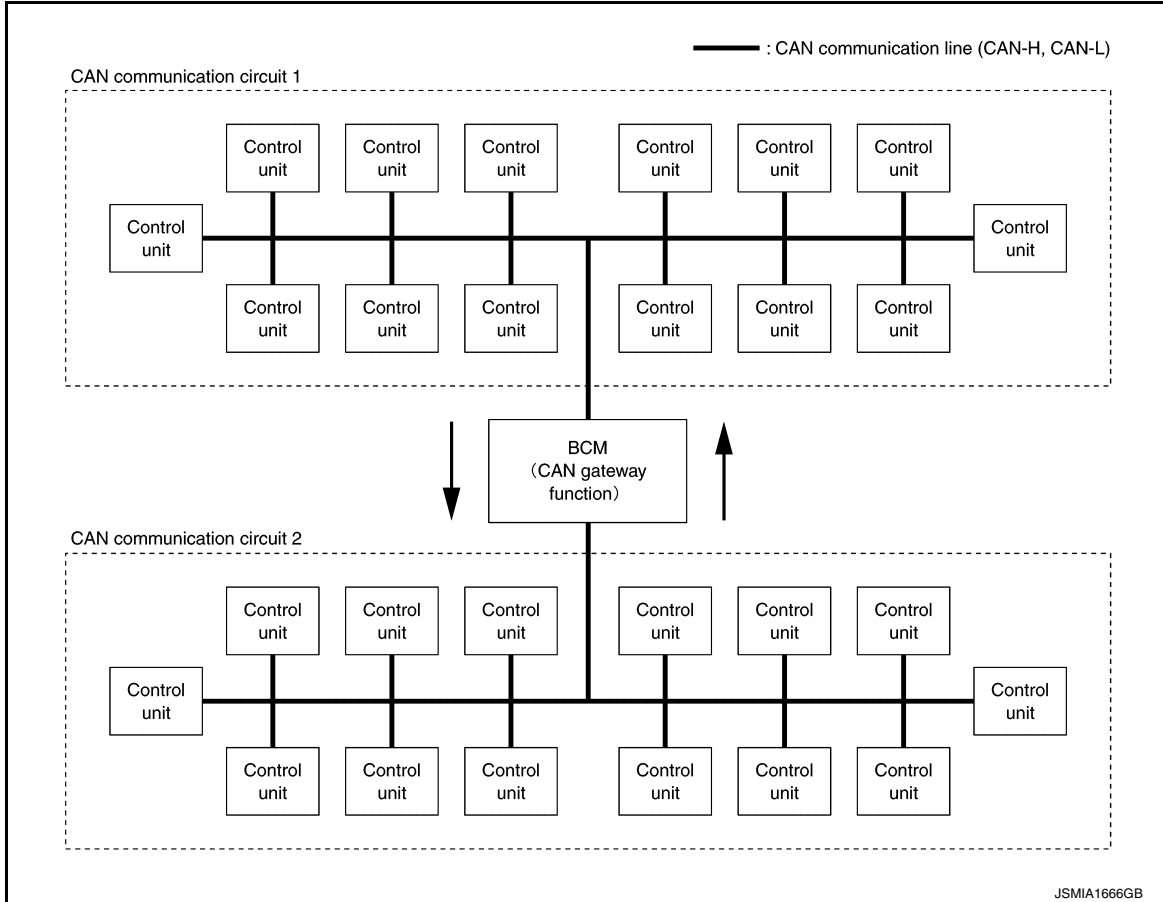 : CAN communication line (CAN-H, CAN-L)
CAN communication circuit 1
Control
unit
Control
unit
Control
unit
Control
unit
Control
unit
Control
unit
Control
unit
Control
unit
Control
unit
Control
unit
Control
unit
Control
unit
Control
unit
Control
unit
BCM
（CAN gateway
function）
CAN communication circuit 2
Control
unit
Control
unit
Control
unit
Control
unit
Control
unit
Control
unit
Control
unit
Control
unit
Control
unit
Control
unit
Control
unit
Control
unit
Control
unit
Control
unit
JSMIA1666GB